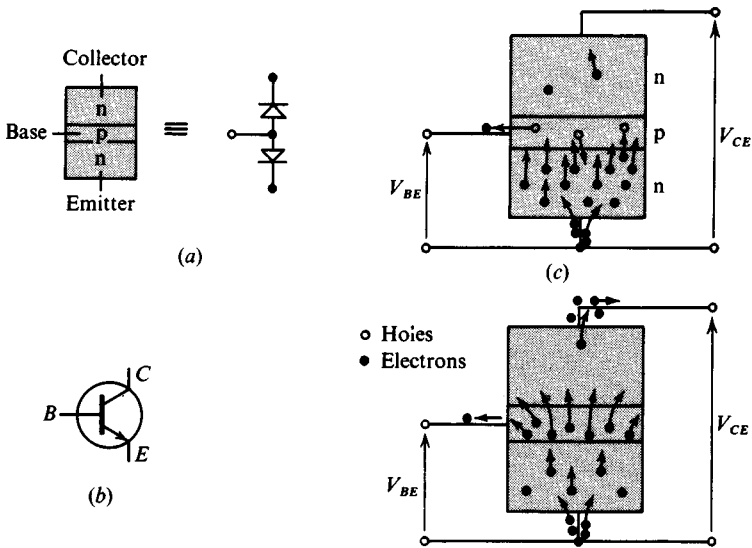 Collector
n
Base
p
n
Emitter
(a)
n
p
n
V_BE
V_CE
(c)
B
C
E
(b)
Hoies
Electrons
V_BE
V_CE